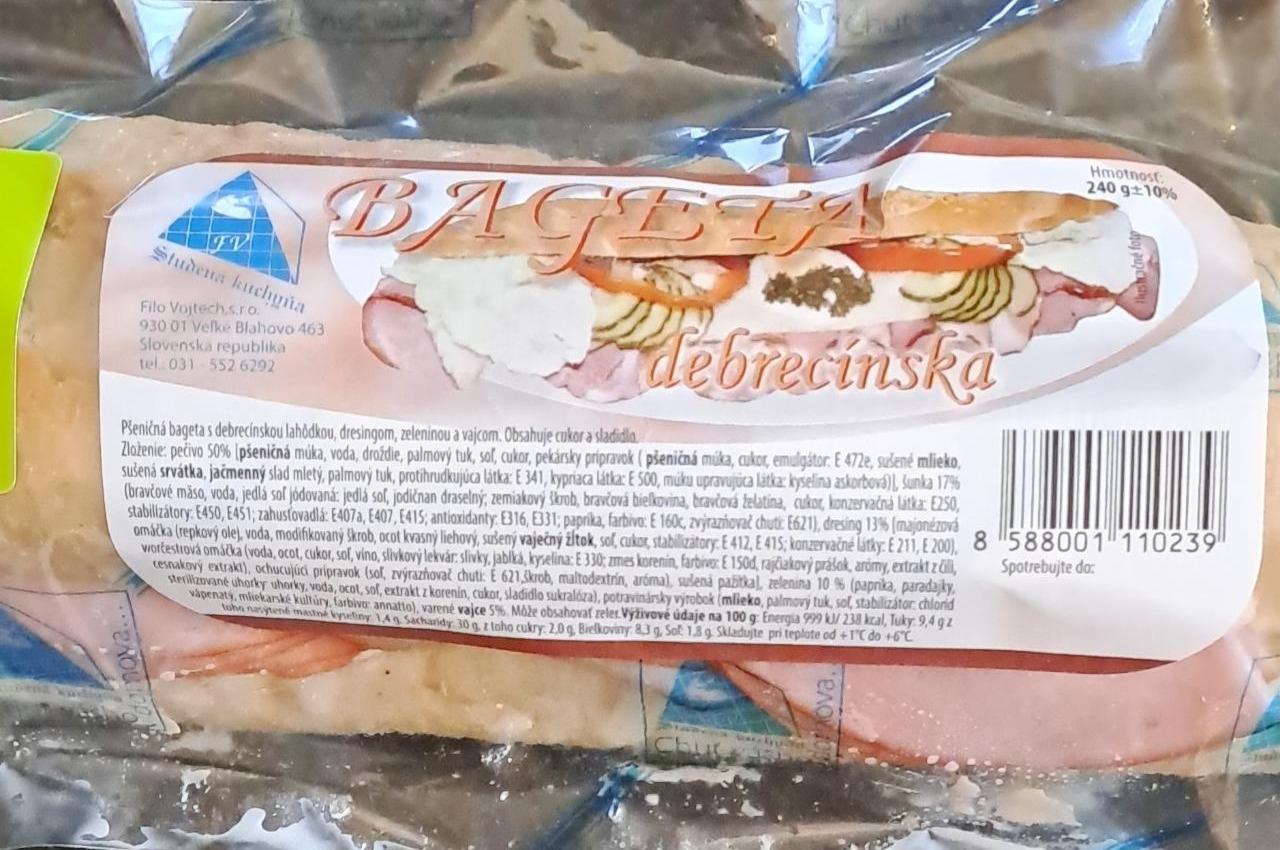 BAGETA
debrecínska
Hmotnosť:
240 g±10%
Ilustračné foto
FV
Studená kuchyňa
Filo Vojtech,s.r.o.
930 01 Veľké Blahovo 463
Slovenská republika
tel.: 031 - 552 6292
Pšeničná bageta s debrecínskou lahôdkou, dresingom, zeleninou a vajcom. Obsahuje cukor a sladidlo.
Zloženie: pečivo 50% [pšeničná múka, voda, droždie, palmový tuk, soľ, cukor, pekársky prípravok ( pšeničná múka, cukor, emulgátor: E 472e, sušené mlieko,
sušená srvátka, jačmenný slad mletý, palmový tuk, protihrudkujúca látka: E 341, kypriaca látka: E 500, múku upravujúca látka: kyselina askorbová)], šunka 17%
(bravčové mäso, voda, jedlá soľ jódovaná: jedlá soľ, jodičnan draselný; zemiakový škrob, bravčová bielkovina, bravčová želatína, cukor, konzervačná látka: E250,
stabilizátory: E450, E451; zahusťovadlá: E407a, E407, E415; antioxidanty: E316, E331; paprika, farbivo: E 160c, zvýrazňovač chuti: E621), dresing 13% [majonézová
omáčka (repkový olej, voda, modifikovaný škrob, ocot kvasný liehový, sušený vaječný žĺtok, soľ, cukor, stabilizátory: E 412, E 415; konzervačné látky: E 211, E 200),
worčestrová omáčka (voda, ocot, cukor, soľ, víno, slivkový lekvár: slivky, jablká, kyselina: E 330; zmes korenín, farbivo: E 150d, rajčiakový prášok, arómy, extrakt z čili,
cesnakový extrakt), ochucujúci prípravok (soľ, zvýrazňovač chuti: E 621,škrob, maltodextrín, aróma), sušená pažítka], zelenina 10 % (paprika, paradajky,
sterilizované uhorky: uhorky, voda, ocot, soľ, extrakt z korenín, cukor, sladidlo sukralóza), potravinársky výrobok (mlieko, palmový tuk, soľ, stabilizátor: chlorid
vápenatý, mliekarské kultúry, farbivo: annatto), varené vajce 5%. Môže obsahovať zeler. Výživové údaje na 100 g: Energia 999 kJ/ 238 kcal, Tuky: 9,4 g z
toho nasýtené mastné kyseliny: 1,4 g, Sacharidy: 30 g, z toho cukry: 2,0 g, Bielkoviny: 8,3 g, Soľ: 1,8 g. Skladujte pri teplote od +1°C do +6°C.
8 588001 110239
Spotrebujte do: